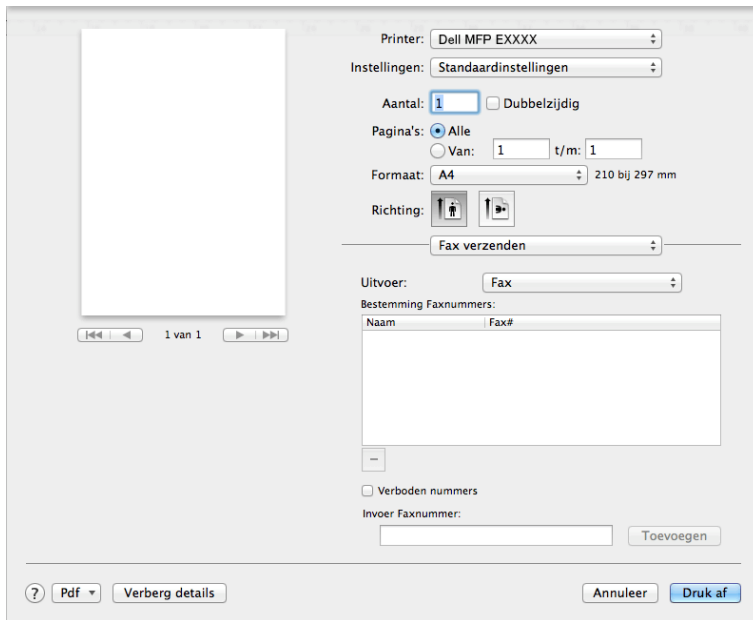 Printer: Dell MFP EXXXX
Instellingen: Standaardinstellingen
Aantal: 1 Dubbelzijdig
Pagina's: Alle
Van: 1 t/m: 1
Formaat: A4 210 bij 297 mm
Richting:
Fax verzenden
Uitvoer: Fax
Bestemming Faxnummers:
Naam Fax#
1 van 1
Verboden nummers
Invoer Faxnummer:
Toevoegen
? Pdf Verberg details Annuleer Druk af